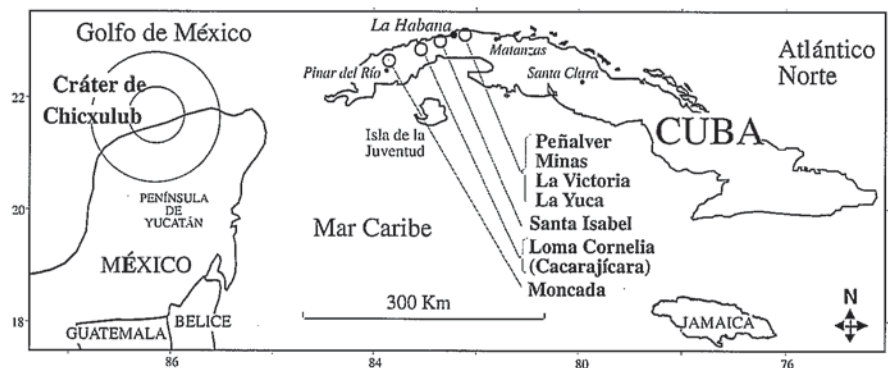 Golfo de México
Cráter de
Chicxulub
PENÍNSULA
DE
YUCATÁN
MÉXICO
GUATEMALA
BELICE
La Habana
Matanzas
Pinar del Río
Santa Clara
Isla de la
Juventud
CUBA
Atlántico
Norte
Mar Caribe
Peñalver
Minas
La Victoria
La Yuca
Santa Isabel
Loma Cornelia
(Cacarajícara)
Moncada
300 Km
JAMAICA
N
22
20
18
86
84
80
76